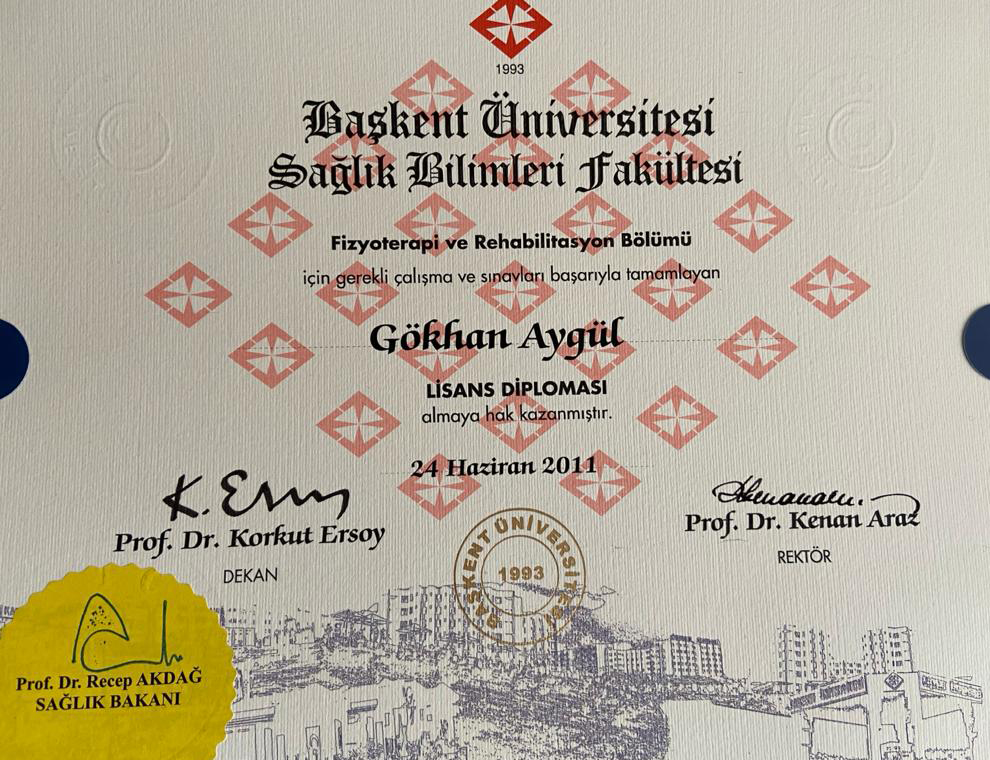 1993
Başkent Üniversitesi
Sağlık Bilimleri Fakültesi
Fizyoterapi ve Rehabilitasyon Bölümü
için gerekli çalışma ve sınavları başarıyla tamamlayan
Gökhan Aygül
LİSANS DİPLOMASI
almaya hak kazanmıştır.
24 Haziran 2011
K. Ersoy
Prof. Dr. Korkut Ersoy
DEKAN
Prof. Dr. Kenan Araz
REKTÖR
BAŞKENT ÜNİVERSİTESİ
1993
Prof. Dr. Recep AKDAĞ
SAĞLIK BAKANI